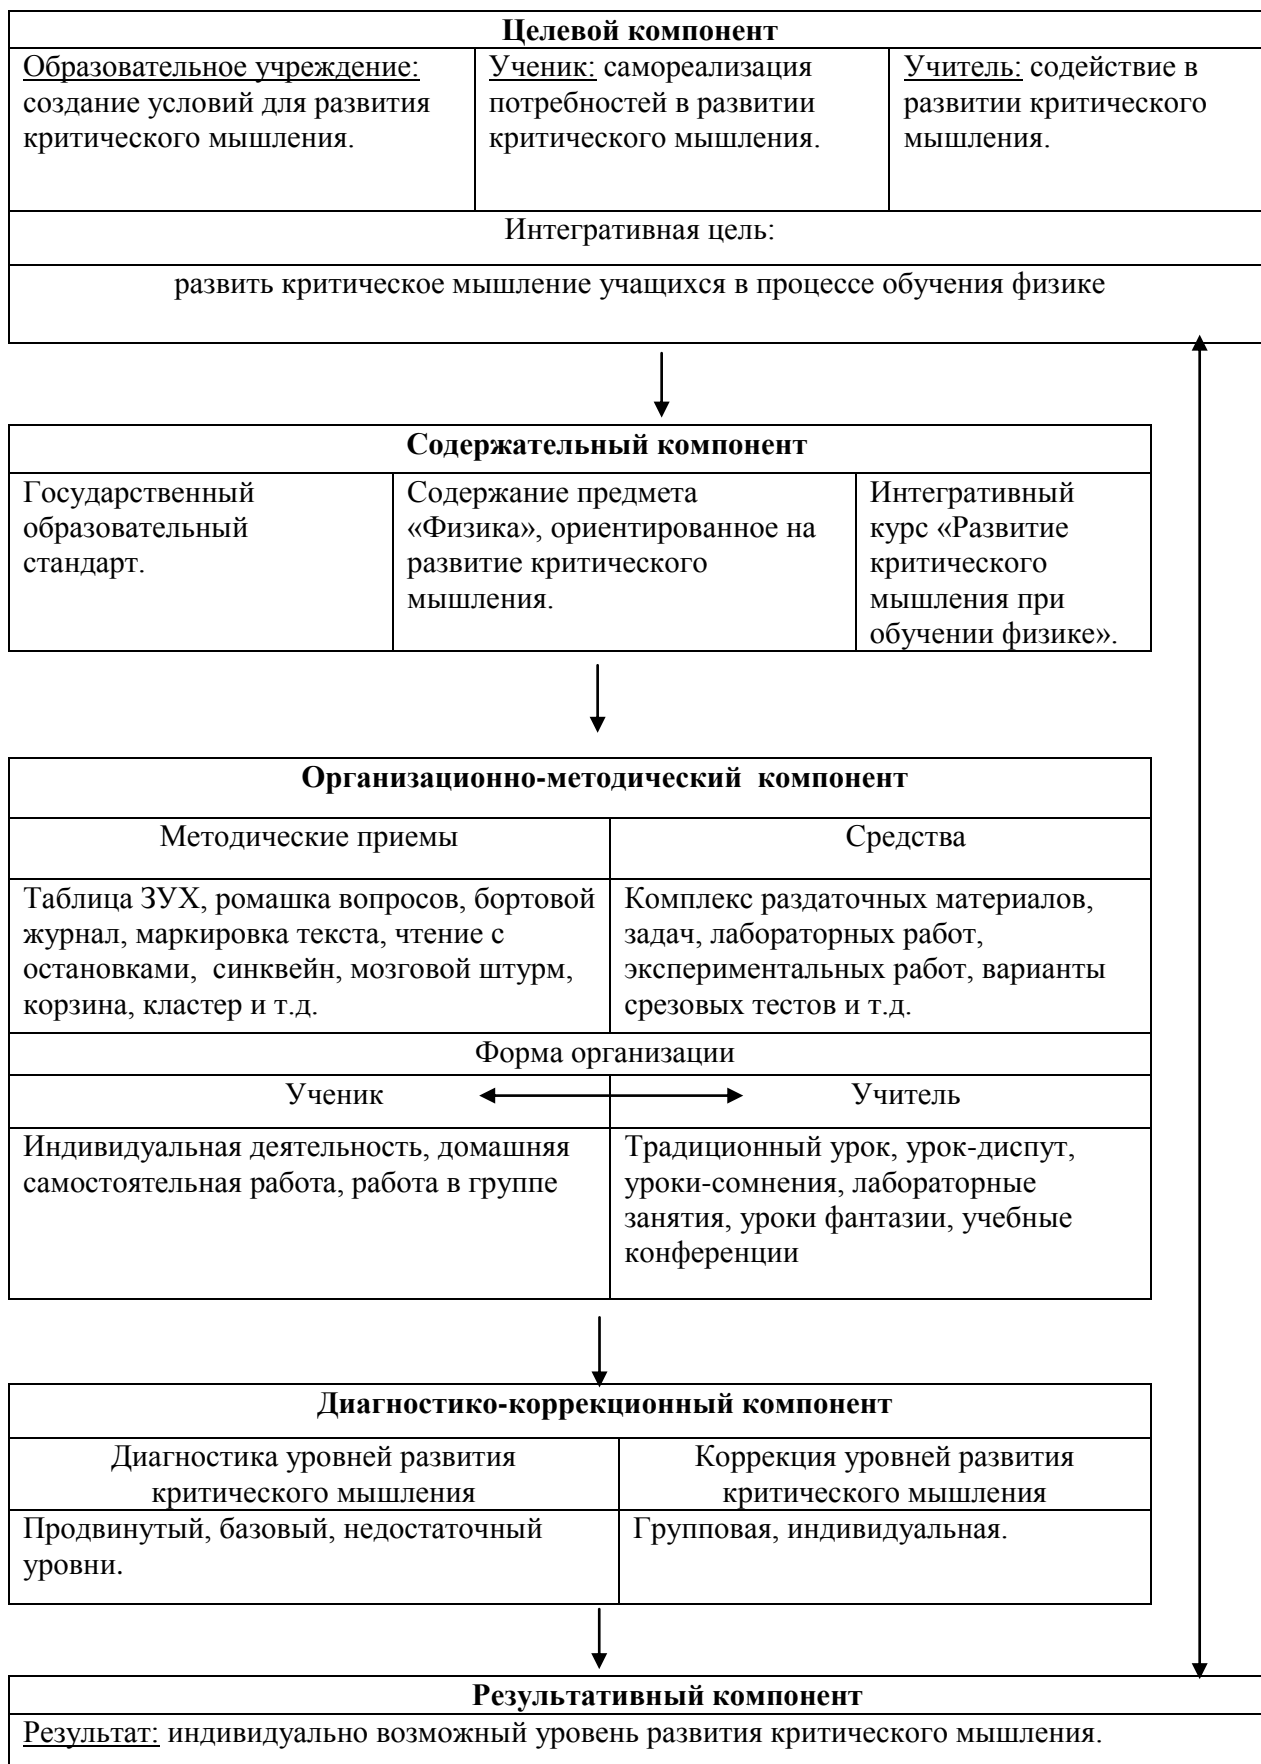 Целевой компонент
Образовательное учреждение:
создание условий для развития
критического мышления.
Ученик: самореализация
потребностей в развитии
критического мышления.
Учитель: содействие в
развитии критического
мышления.
Интегративная цель:
развить критическое мышление учащихся в процессе обучения физике
Содержательный компонент
Государственный
образовательный
стандарт.
Содержание предмета
«Физика», ориентированное на
развитие критического
мышления.
Интегративный
курс «Развитие
критического
мышления при
обучении физике».
Организационно-методический компонент
Методические приемы
Средства
Таблица ЗУХ, ромашка вопросов, бортовой
журнал, маркировка текста, чтение с
остановками, синквейн, мозговой штурм,
корзина, кластер и т.д.
Комплекс раздаточных материалов,
задач, лабораторных работ,
экспериментальных работ, варианты
срезовых тестов и т.д.
Форма организации
Ученик
Учитель
Индивидуальная деятельность, домашняя
самостоятельная работа, работа в группе
Традиционный урок, урок-диспут,
уроки-сомнения, лабораторные
занятия, уроки фантазии, учебные
конференции
Диагностико-коррекционный компонент
Диагностика уровней развития
критического мышления
Коррекция уровней развития
критического мышления
Продвинутый, базовый, недостаточный
уровни.
Групповая, индивидуальная.
Результативный компонент
Результат: индивидуально возможный уровень развития критического мышления.